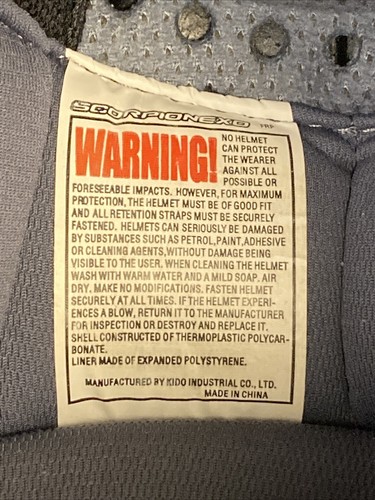 SCORPIONEXO
WARNING!
NO HELMET
CAN PROTECT
THE WEARER
AGAINST ALL
POSSIBLE OR
FORESEEABLE IMPACTS. HOWEVER, FOR MAXIMUM
PROTECTION, THE HELMET MUST BE OF GOOD FIT
AND ALL RETENTION STRAPS MUST BE SECURELY
FASTENED. HELMETS CAN SERIOUSLY BE DAMAGED
BY SUBSTANCES SUCH AS PETROL, PAINT, ADHESIVE
OR CLEANING AGENTS, WITHOUT DAMAGE BEING
VISIBLE TO THE USER. WHEN CLEANING THE HELMET
WASH WITH WARM WATER AND A MILD SOAP. AIR
DRY. MAKE NO MODIFICATIONS. FASTEN HELMET
SECURELY AT ALL TIMES. IF THE HELMET EXPERI-
ENCES A BLOW, RETURN IT TO THE MANUFACTURER
FOR INSPECTION OR DESTROY AND REPLACE IT.
SHELL CONSTRUCTED OF THERMOPLASTIC POLYCAR-
BONATE.
LINER MADE OF EXPANDED POLYSTYRENE.
MANUFACTURED BY KIDO INDUSTRIAL CO., LTD.
MADE IN CHINA